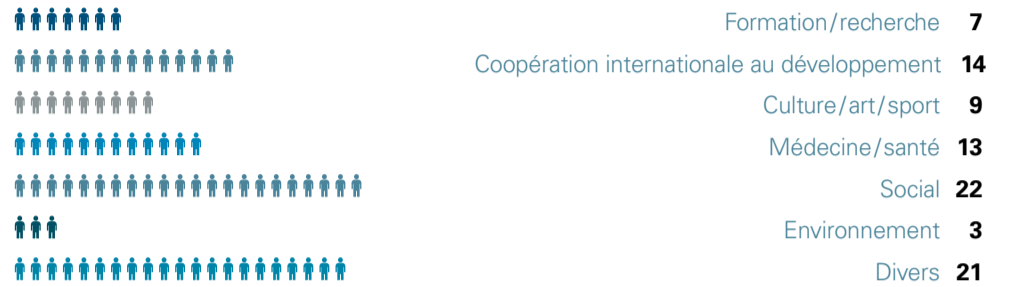 Formation/recherche 7
Coopération internationale au développement 14
Culture/art/sport 9
Médecine/santé 13
Social 22
Environnement 3
Divers 21